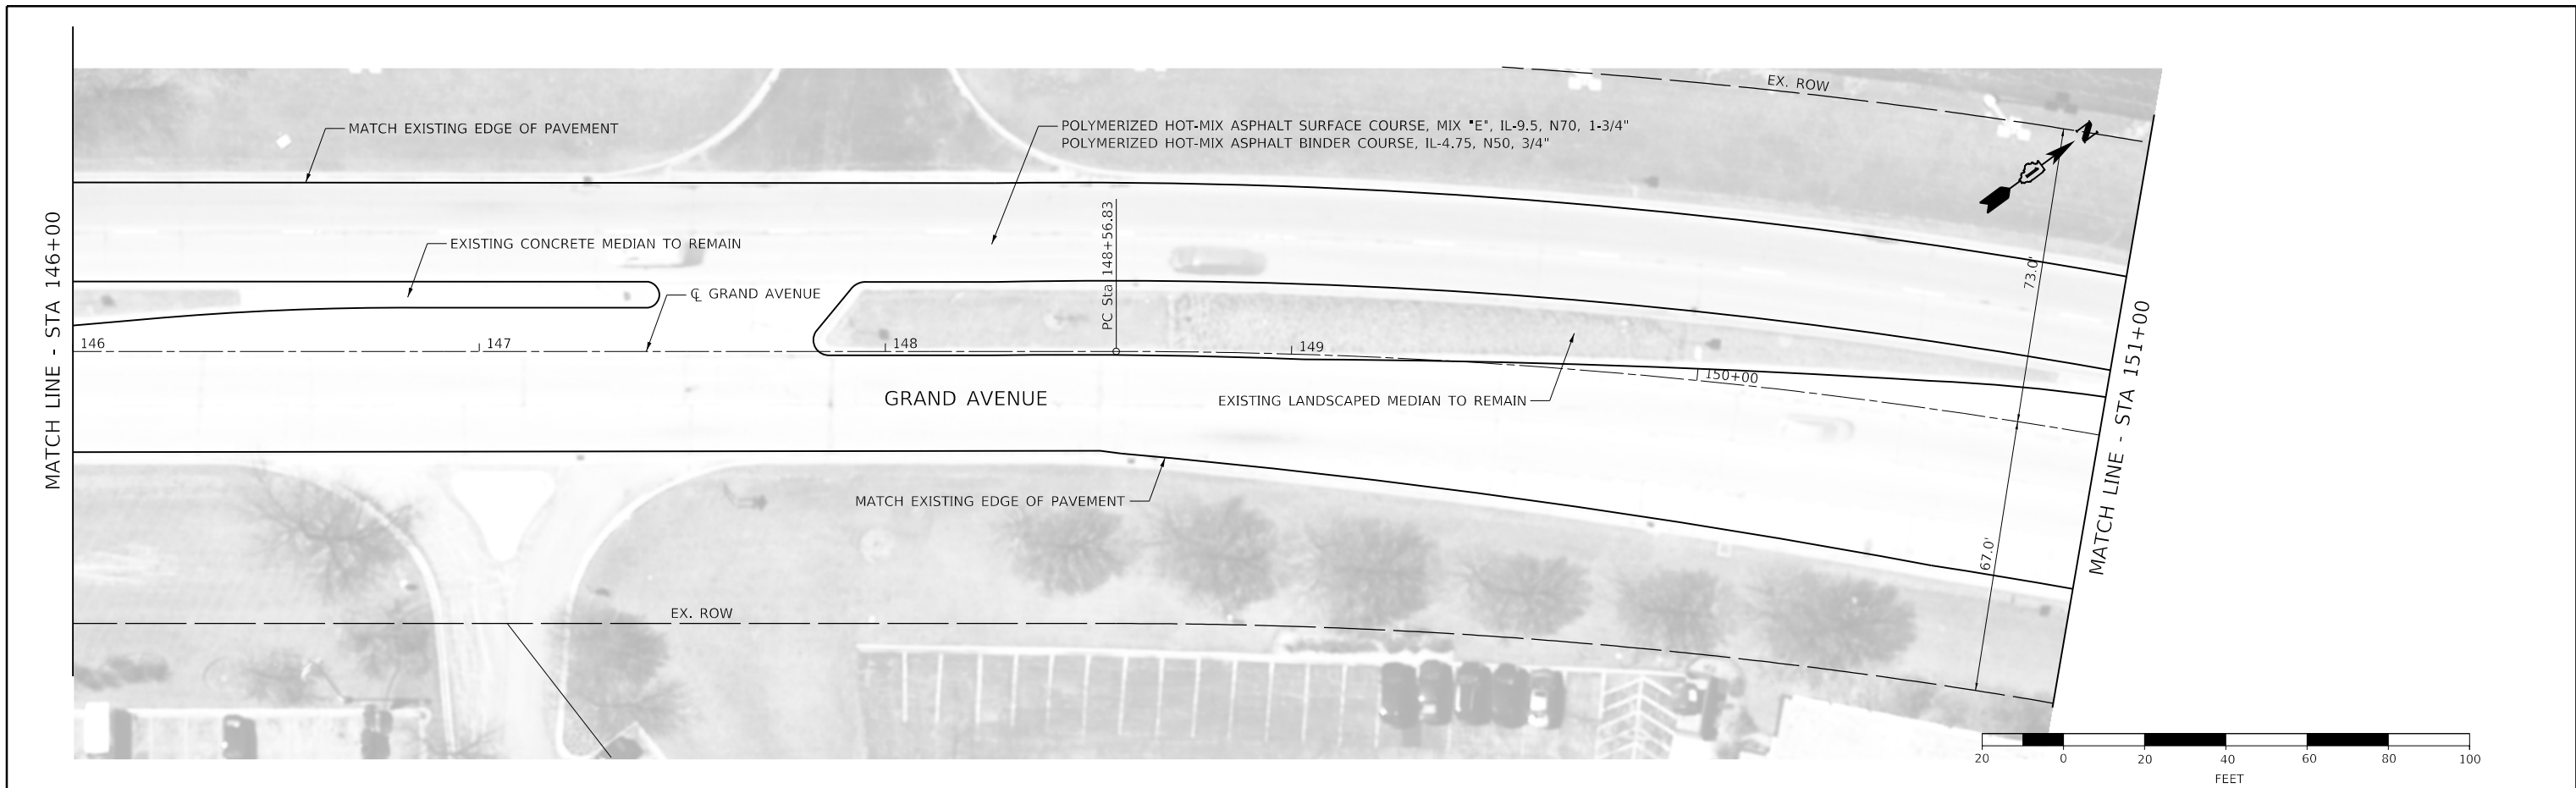 EX. ROW
MATCH EXISTING EDGE OF PAVEMENT
POLYMERIZED HOT-MIX ASPHALT SURFACE COURSE, MIX "E", IL-9.5, N70, 1-3/4"
POLYMERIZED HOT-MIX ASPHALT BINDER COURSE, IL-4.75, N50, 3/4"
N
MATCH LINE - STA 146+00
EXISTING CONCRETE MEDIAN TO REMAIN
℄ GRAND AVENUE
PC Sta 148+56.83
73.0'
146
147
148
149
150+00
GRAND AVENUE
EXISTING LANDSCAPED MEDIAN TO REMAIN
MATCH LINE - STA 151+00
MATCH EXISTING EDGE OF PAVEMENT
67.0'
EX. ROW
20 0 20 40 60 80 100
FEET